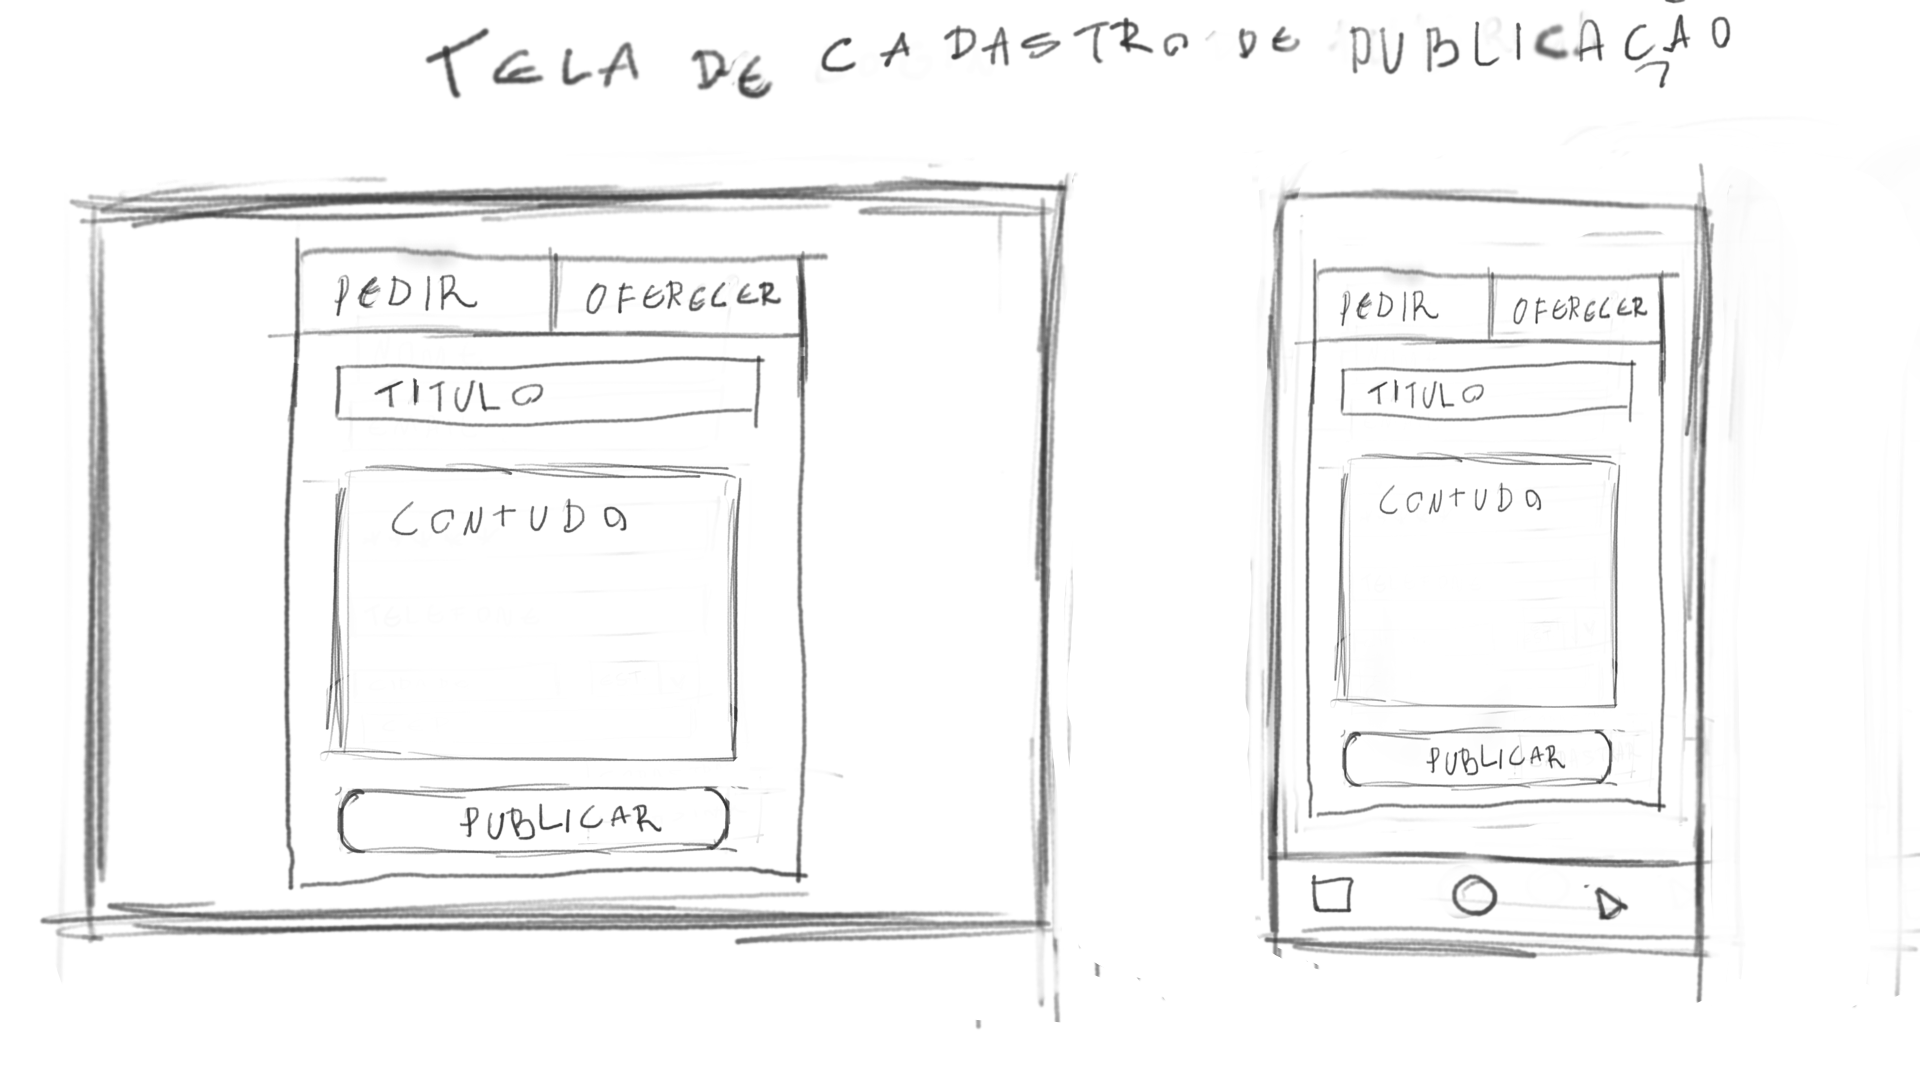 TELA DE CADASTRO DE PUBLICAÇÃO
PEDIR OFERECER
TITULO
CONTUDO
PUBLICAR
PEDIR OFERECER
TITULO
CONTUDO
PUBLICAR